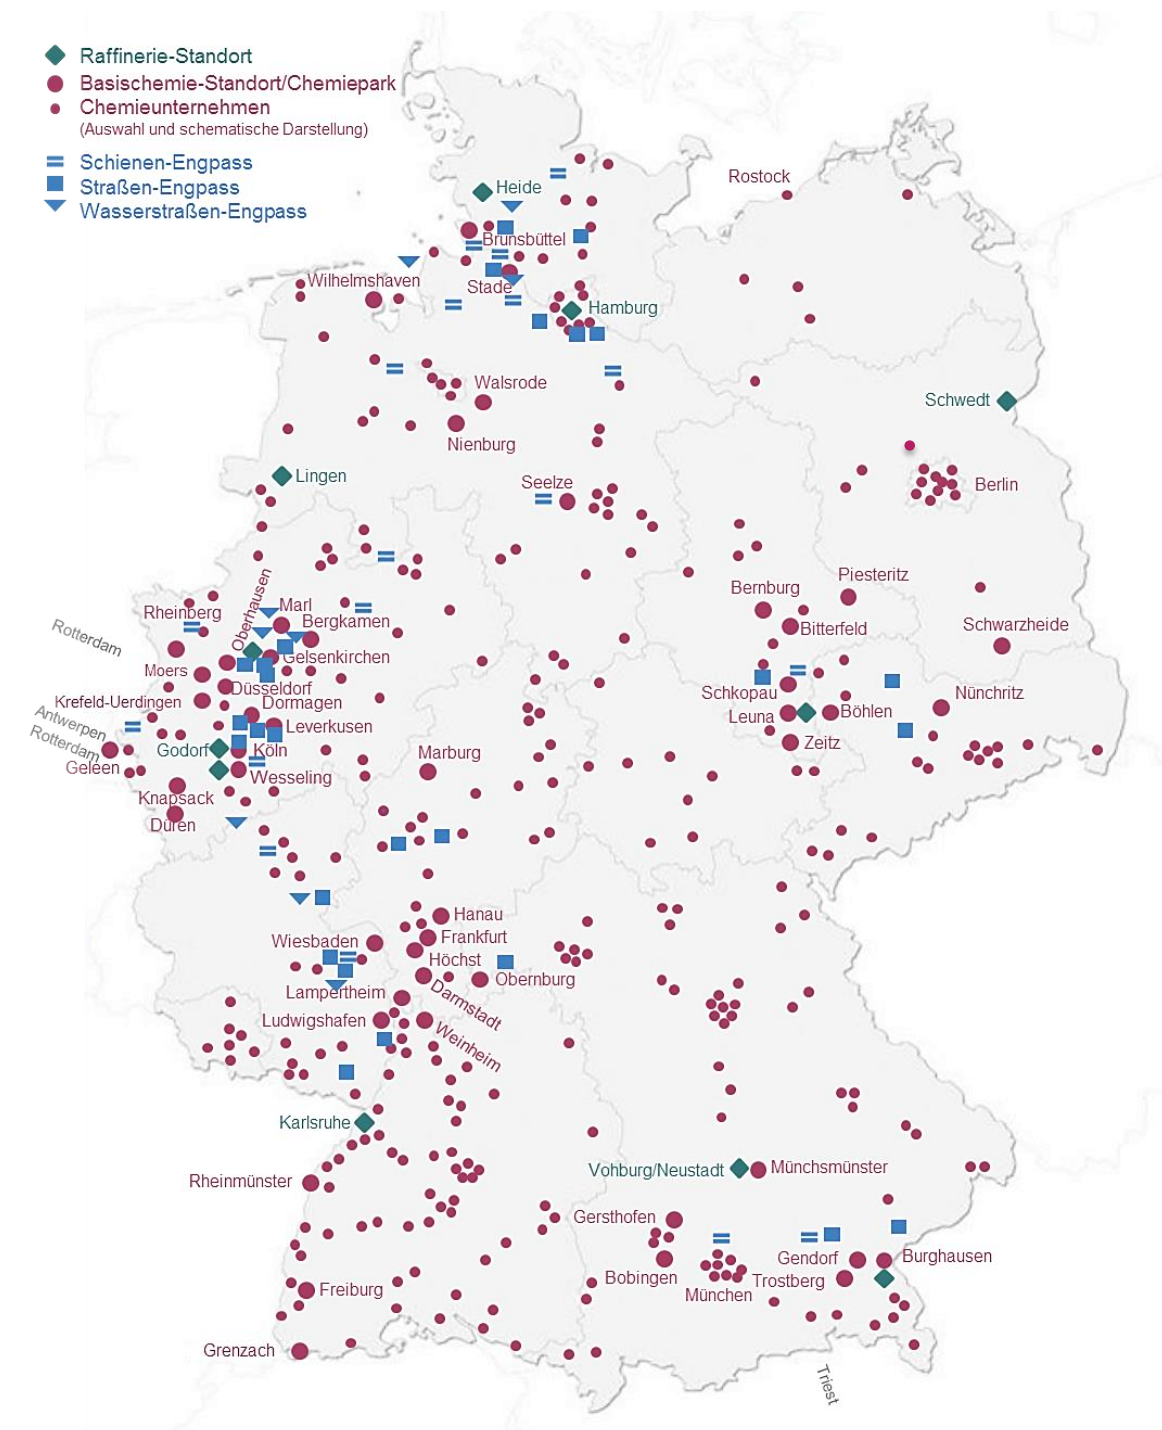 Raffinerie-Standort
Basischemie-Standort/Chemiepark
Chemieunternehmen
(Auswahl und schematische Darstellung)
Schienen-Engpass
Straßen-Engpass
Wasserstraßen-Engpass
Rostock
Heide
Brunsbüttel
Wilhelmshaven
Stade
Hamburg
Walsrode
Schwedt
Nienburg
Lingen
Seelze
Berlin
Piesteritz
Bernburg
Oberhausen
Marl
Rheinberg
Bergkamen
Bitterfeld
Schwarzheide
Rotterdam
Gelsenkirchen
Moers
Düsseldorf
Schkopau
Nünchritz
Krefeld-Uerdingen
Dormagen
Antwerpen
Leuna
Böhlen
Leverkusen
Rotterdam
Godorf
Köln
Zeitz
Marburg
Geleen
Wesseling
Knapsack
Düren
Hanau
Wiesbaden
Frankfurt
Höchst
Obernburg
Lampertheim
Darmstadt
Ludwigshafen
Weinheim
Karlsruhe
Vohburg/Neustadt
Münchsmünster
Rheinmünster
Gersthofen
Gendorf
Burghausen
Bobingen
Trostberg
München
Freiburg
Grenzach
Triest